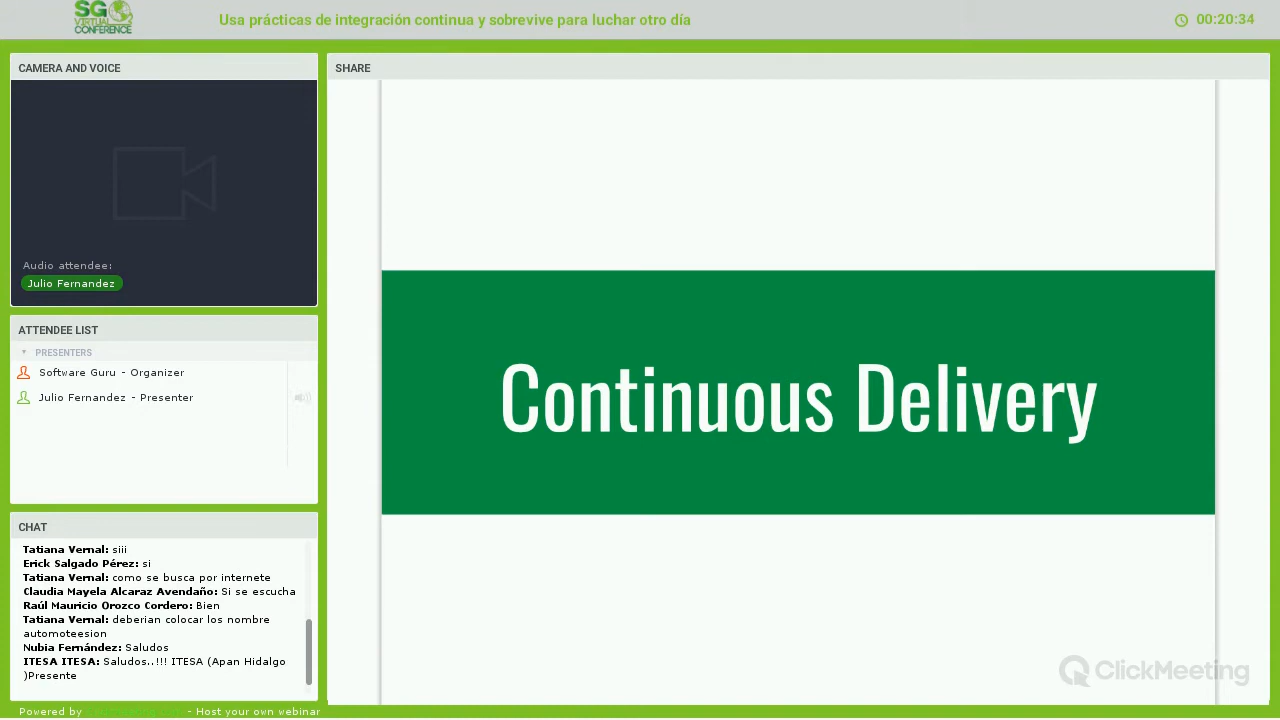 SG
VIRTUAL
CONFERENCE
Usa prácticas de integración continua y sobrevive para luchar otro día
00:20:34
CAMERA AND VOICE
Audio attendee:
Julio Fernandez
ATTENDEE LIST
PRESENTERS
Software Guru - Organizer
Julio Fernandez - Presenter
CHAT
Tatiana Vernal: siii
Erick Salgado Pérez: si
Tatiana Vernal: como se busca por internete
Claudia Mayela Alcaraz Avendaño: Si se escucha
Raúl Mauricio Orozco Cordero: Bien
Tatiana Vernal: deberian colocar los nombre
automoteesion
Nubia Fernández: Saludos
ITESA ITESA: Saludos..!!! ITESA (Apan Hidalgo
)Presente
Powered by - Host your own webinar
SHARE
Continuous Delivery
ClickMeeting